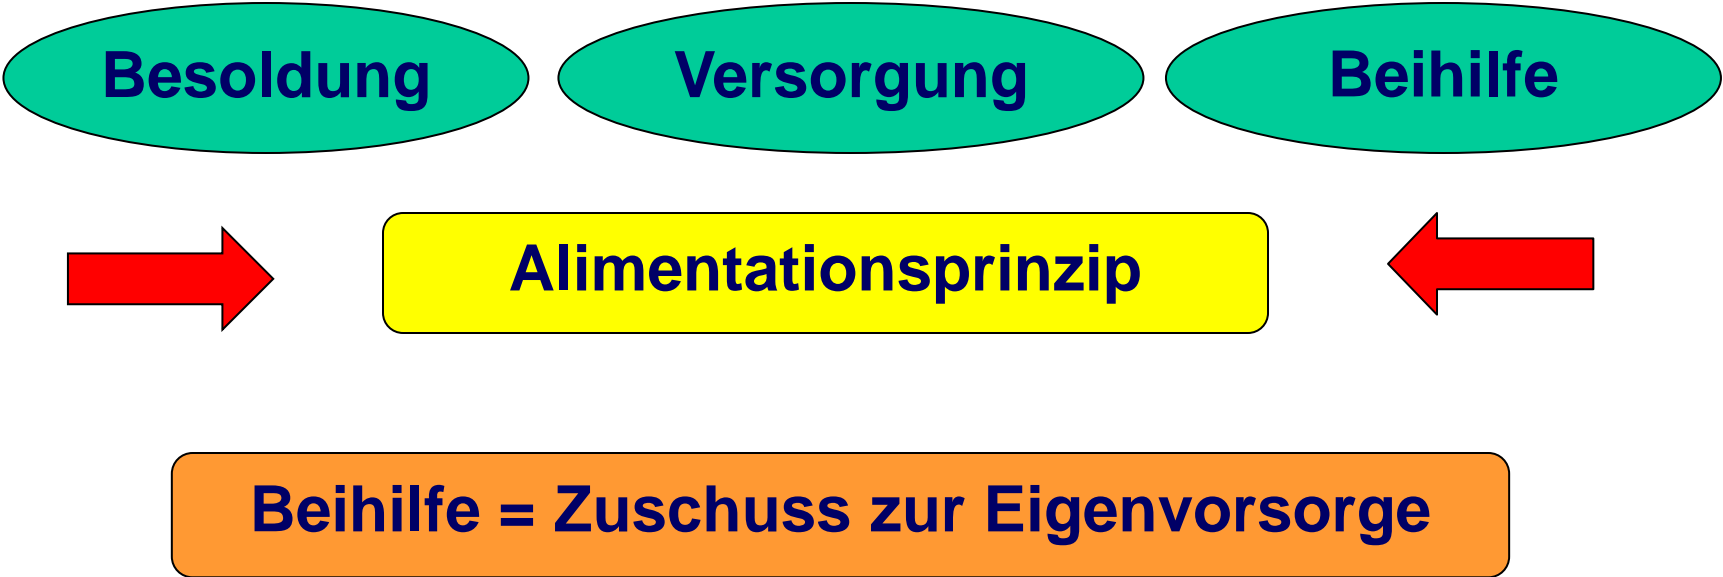 Besoldung Versorgung Beihilfe
Alimentationsprinzip
Beihilfe = Zuschuss zur Eigenvorsorge